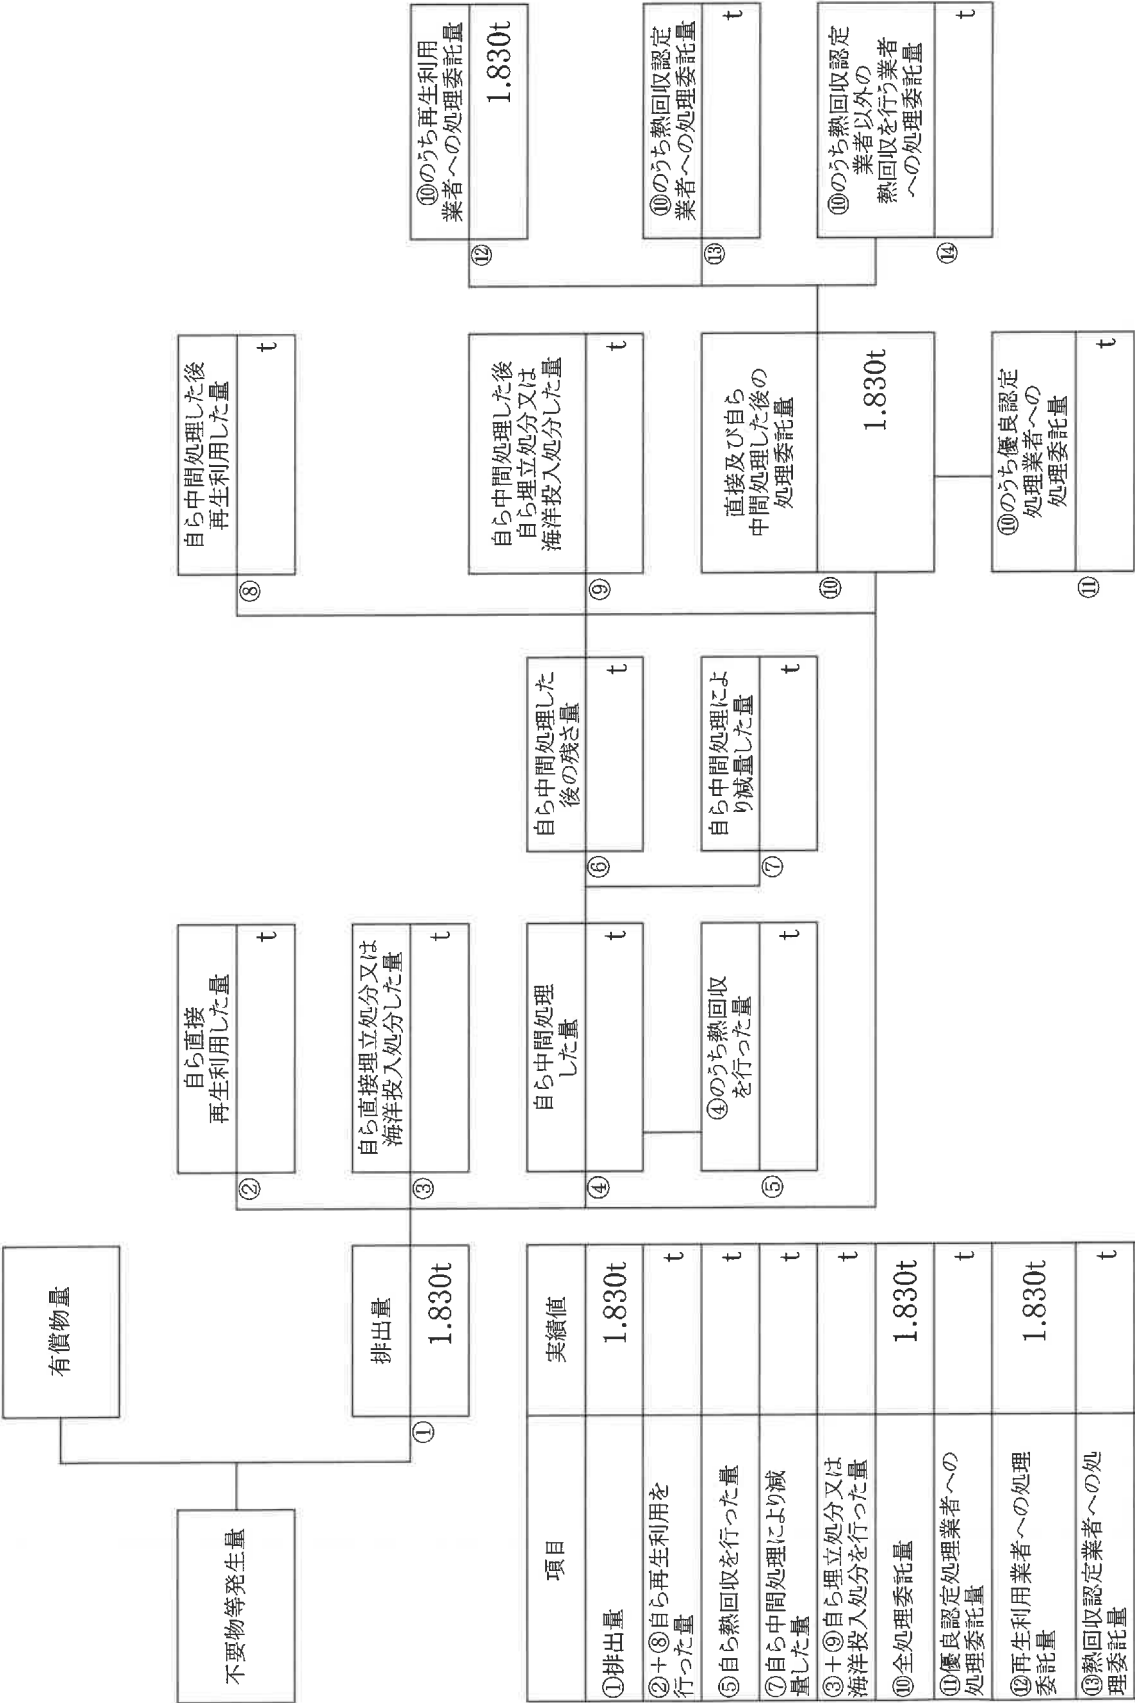 不要物等発生量
有償物量
①
排出量
1.830t
②
自ら直接
再生利用した量
t
③
自ら直接埋立処分又は
海洋投入処分した量
t
④
自ら中間処理
した量
t
⑤
④のうち熱回収
を行った量
t
⑥
自ら中間処理した
後の残さ量
t
⑦
自ら中間処理によ
り減量した量
t
⑧
自ら中間処理した後
再生利用した量
t
⑨
自ら中間処理した後
自ら埋立処分又は
海洋投入処分した量
t
⑩
直接及び自ら
中間処理した後の
処理委託量
1.830t
⑪
⑩のうち優良認定
処理業者への
処理委託量
t
⑫
⑩のうち再生利用
業者への処理委託量
1.830t
⑬
⑩のうち熱回収認定
業者への処理委託量
t
⑭
⑩のうち熱回収認定
業者以外の
熱回収を行う業者
への処理委託量
t
項目 実績値
①排出量 1.830t
②+⑧自ら再生利用を
行った量 t
⑤自ら熱回収を行った量 t
⑦自ら中間処理により減
量した量 t
③+⑨自ら埋立処分又は
海洋投入処分を行った量 t
⑩全処理委託量 1.830t
⑪優良認定処理業者への
処理委託量 t
⑫再生利用業者への処理
委託量 1.830t
⑬熱回収認定業者への処
理委託量 t